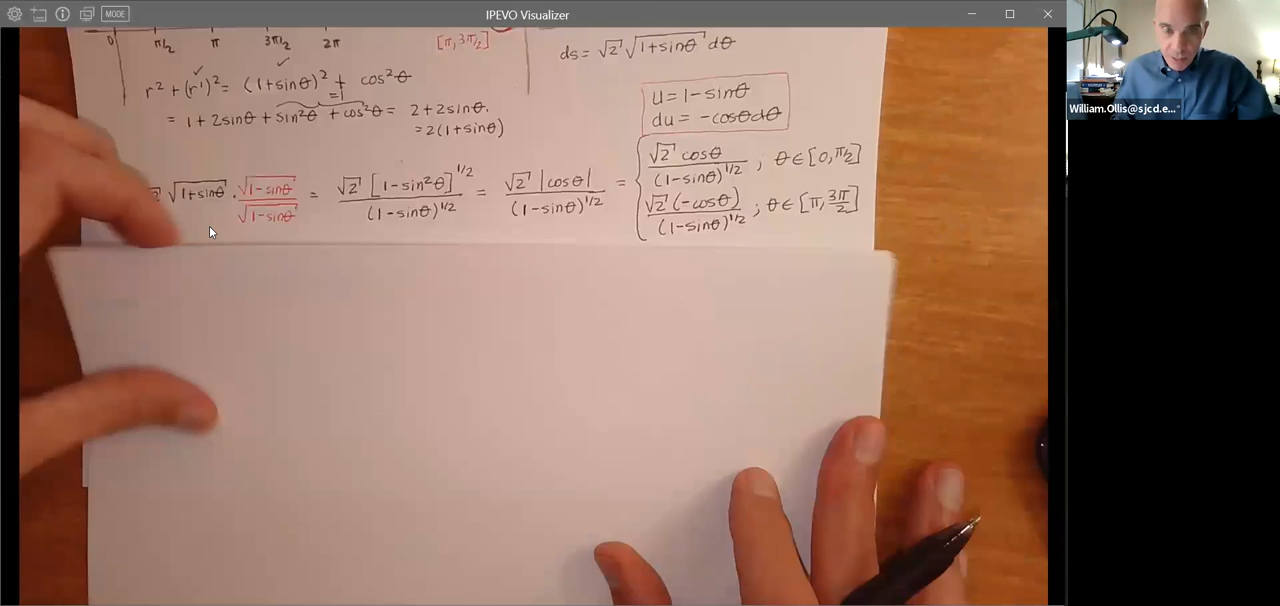 MODE
IPEVO Visualizer
0 π/2 π 3π/2 2π
[π, 3π/2]
ds = √2 √1+sinθ dθ
r² + (r')² = (1+sinθ)² + cos²θ
✓ ✓
=1
= 1 + 2sinθ + sin²θ + cos²θ = 2 + 2sinθ.
= 2(1+sinθ)
u = 1-sinθ
du = -cosθdθ
√1+sinθ · √1-sinθ / √1-sinθ = √2 [1-sin²θ]^1/2 / (1-sinθ)^1/2 = √2 |cosθ| / (1-sinθ)^1/2 = { √2 cosθ / (1-sinθ)^1/2 ; θ∈[0,π/2]
√2 (-cosθ) / (1-sinθ)^1/2 ; θ∈[π, 3π/2]
William.Ollis@sjcd.e...